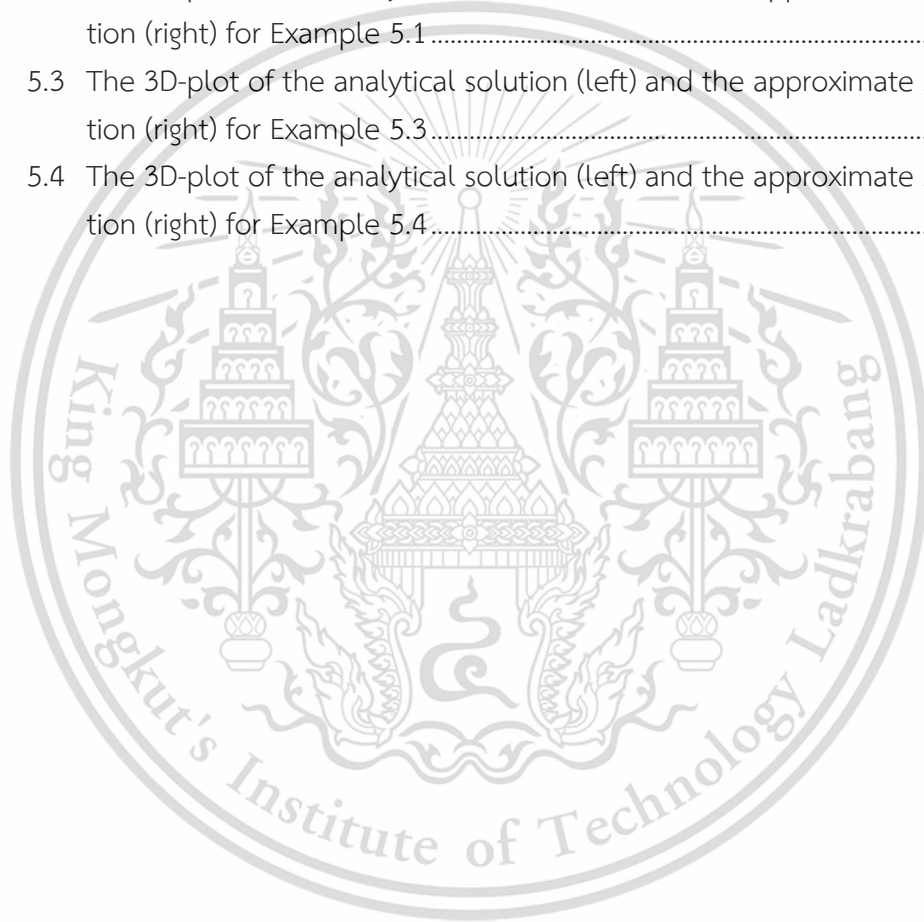 tion (right) for Example 5.1
5.3 The 3D-plot of the analytical solution (left) and the approximate
tion (right) for Example 5.3
5.4 The 3D-plot of the analytical solution (left) and the approximate
tion (right) for Example 5.4
King Mongkut's Institute of Technology Ladkrabang